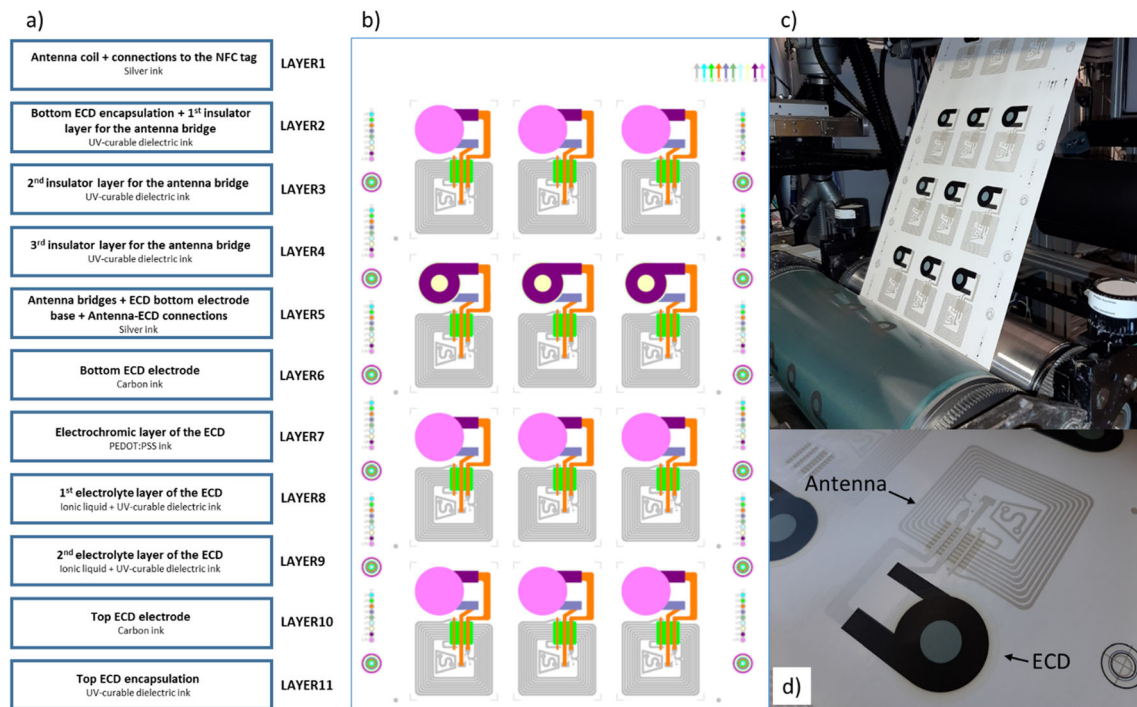 a)
Antenna coil + connections to the NFC tag
Silver ink
LAYER1
Bottom ECD encapsulation + 1st insulator
layer for the antenna bridge
UV-curable dielectric ink
LAYER2
2nd insulator layer for the antenna bridge
UV-curable dielectric ink
LAYER3
3rd insulator layer for the antenna bridge
UV-curable dielectric ink
LAYER4
Antenna bridges + ECD bottom electrode
base + Antenna-ECD connections
Silver ink
LAYER5
Bottom ECD electrode
Carbon ink
LAYER6
Electrochromic layer of the ECD
PEDOT:PSS ink
LAYER7
1st electrolyte layer of the ECD
Ionic liquid + UV-curable dielectric ink
LAYER8
2nd electrolyte layer of the ECD
Ionic liquid + UV-curable dielectric ink
LAYER9
Top ECD electrode
Carbon ink
LAYER10
Top ECD encapsulation
UV-curable dielectric ink
LAYER11
b)
c)
Antenna
ECD
d)